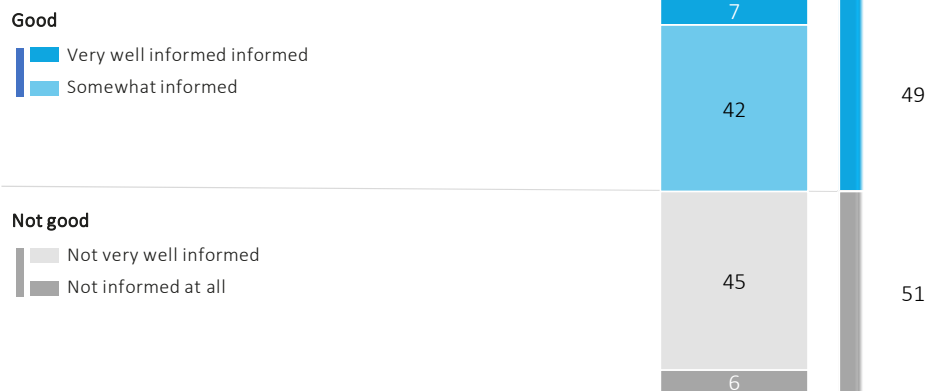 Good
7
Very well informed informed
Somewhat informed
42
49
Not good
Not very well informed
45
Not informed at all
51
6